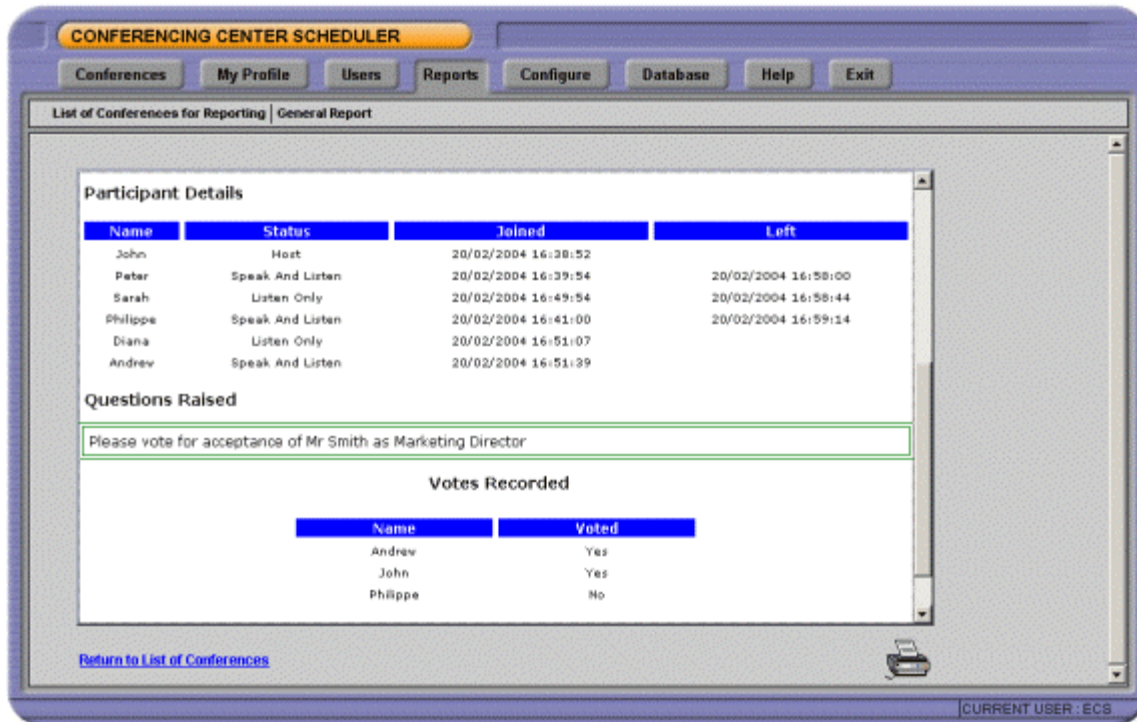 CONFERENCING CENTER SCHEDULER
Conferences My Profile Users Reports Configure Database Help Exit
List of Conferences for Reporting General Report
Participant Details
Name Status Joined Left
John Host 20/02/2004 16:38:52
Peter Speak And Listen 20/02/2004 16:39:54 20/02/2004 16:58:00
Sarah Listen Only 20/02/2004 16:49:54 20/02/2004 16:58:44
Philippe Speak And Listen 20/02/2004 16:41:00 20/02/2004 16:59:14
Diana Listen Only 20/02/2004 16:51:07
Andrew Speak And Listen 20/02/2004 16:51:39
Questions Raised
Please vote for acceptance of Mr Smith as Marketing Director
Votes Recorded
Name Voted
Andrew Yes
John Yes
Philippe No
Return to List of Conferences
CURRENT USER : ECS